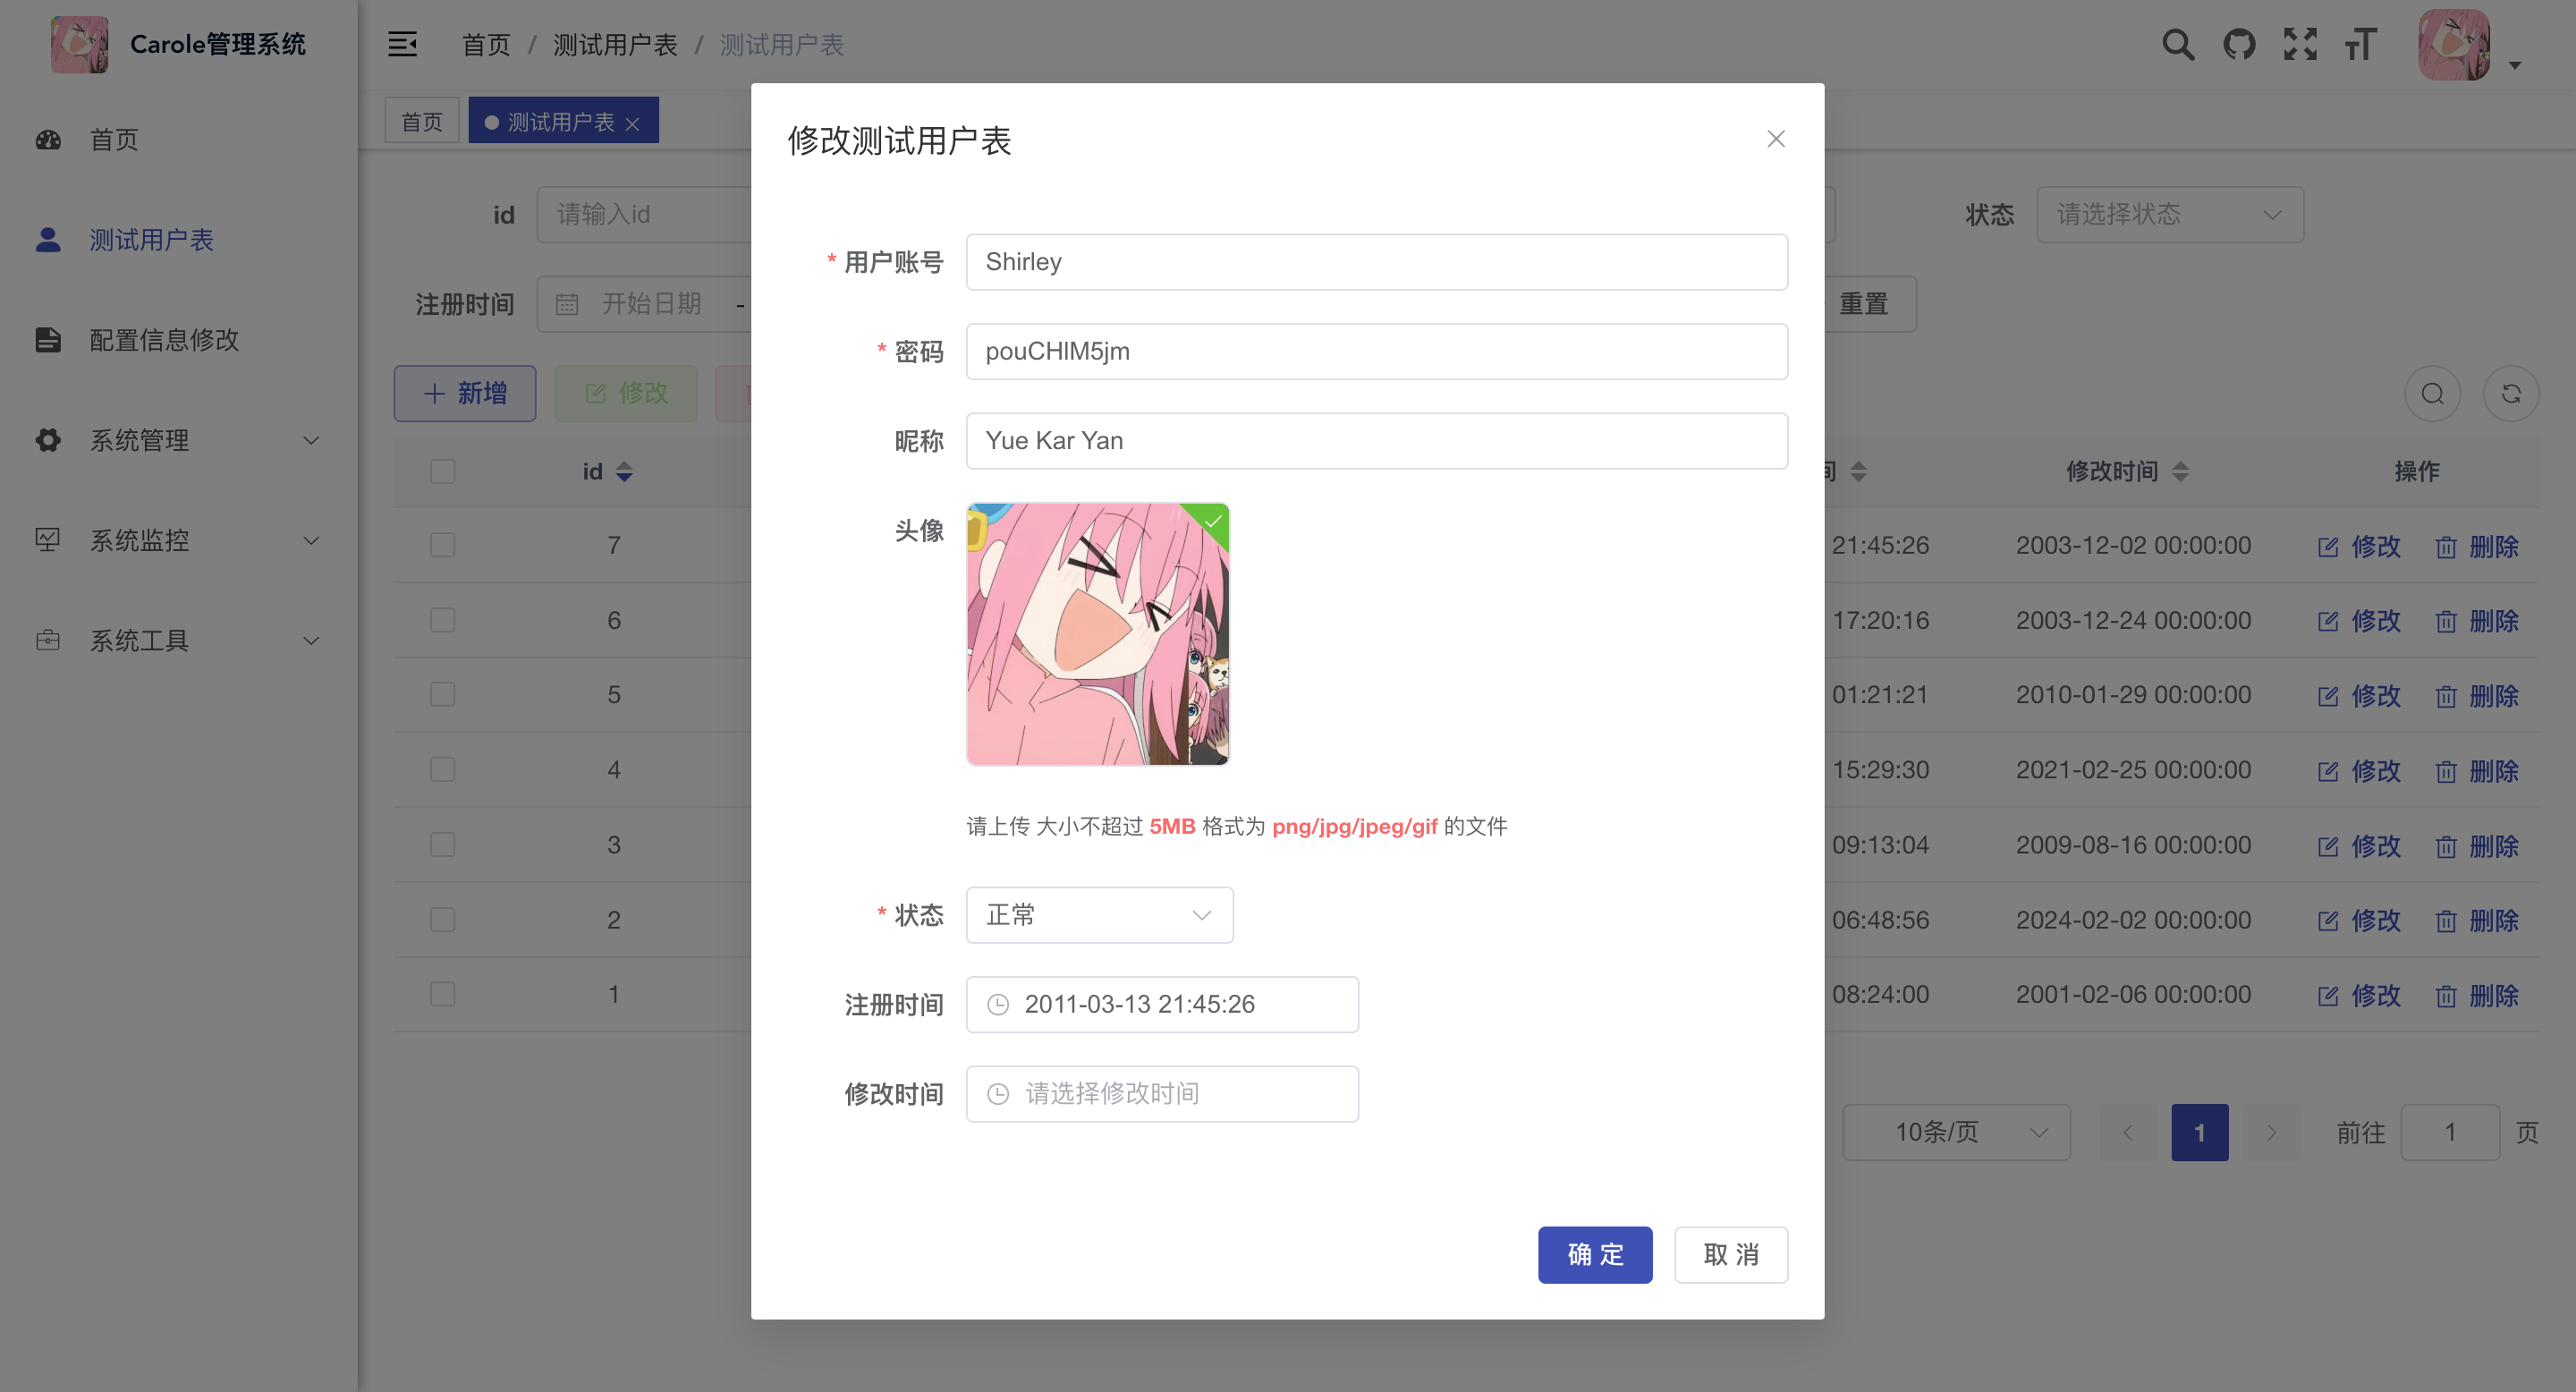 Carole管理系统
首页 / 测试用户表 / 测试用户表
首页
测试用户表
首页
测试用户表
配置信息修改
系统管理
系统监控
系统工具
id 请输入id
状态 请选择状态
注册时间 开始日期 -
重置
新增 修改
id 修改时间 操作
7 21:45:26 2003-12-02 00:00:00 修改 删除
6 17:20:16 2003-12-24 00:00:00 修改 删除
5 01:21:21 2010-01-29 00:00:00 修改 删除
4 15:29:30 2021-02-25 00:00:00 修改 删除
3 09:13:04 2009-08-16 00:00:00 修改 删除
2 06:48:56 2024-02-02 00:00:00 修改 删除
1 08:24:00 2001-02-06 00:00:00 修改 删除
10条/页 1 前往 1 页
修改测试用户表
* 用户账号 Shirley
* 密码 pouCHlM5jm
昵称 Yue Kar Yan
头像
请上传 大小不超过 5MB 格式为 png/jpg/jpeg/gif 的文件
* 状态 正常
注册时间 2011-03-13 21:45:26
修改时间 请选择修改时间
确 定 取 消